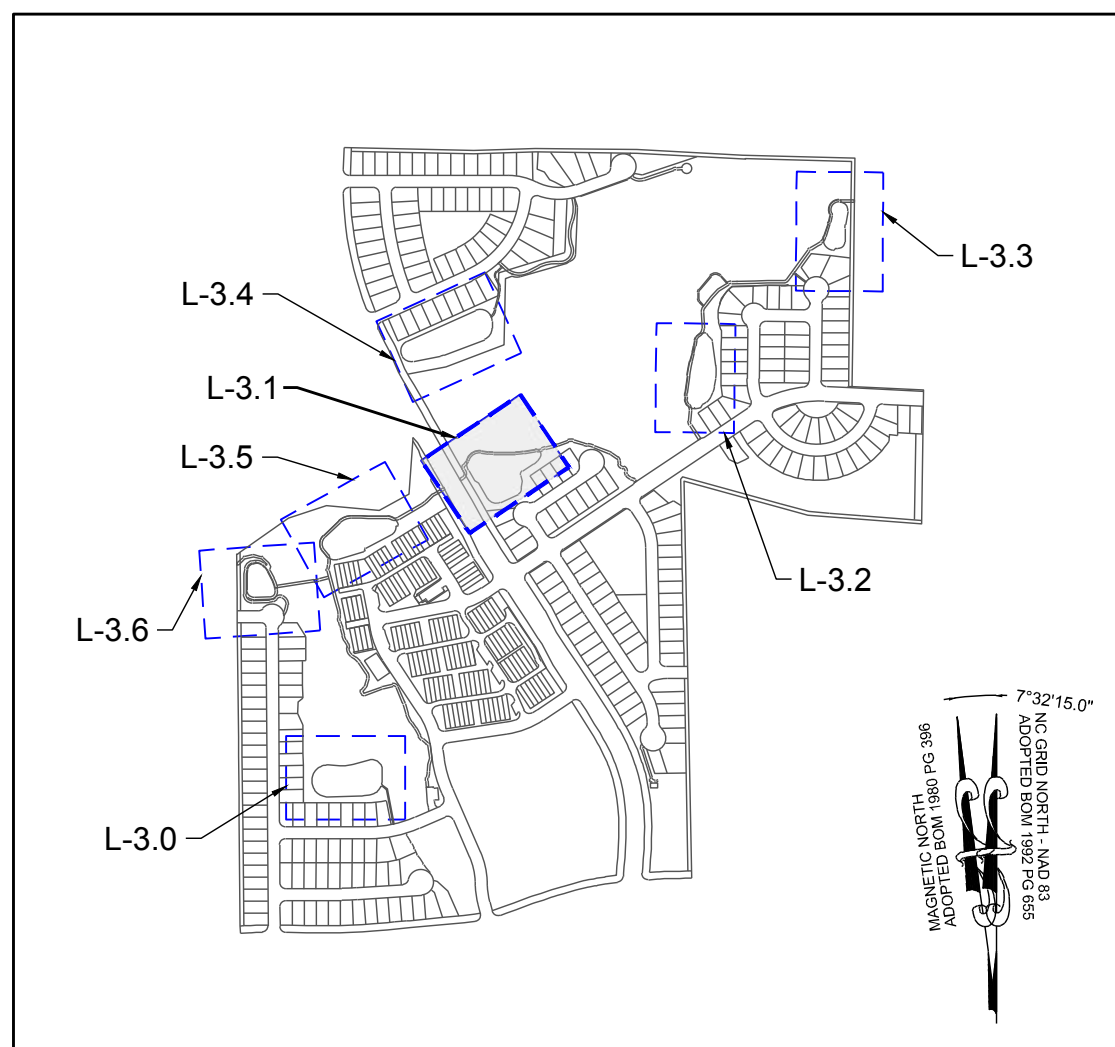 L-3.3
L-3.4
L-3.1
L-3.5
L-3.2
L-3.6
L-3.0
7°32'15.0"
MAGNETIC NORTH
ADOPTED BOM 1980 PG 396
NC GRID NORTH - NAD 83
ADOPTED BOM 1992 PG 655